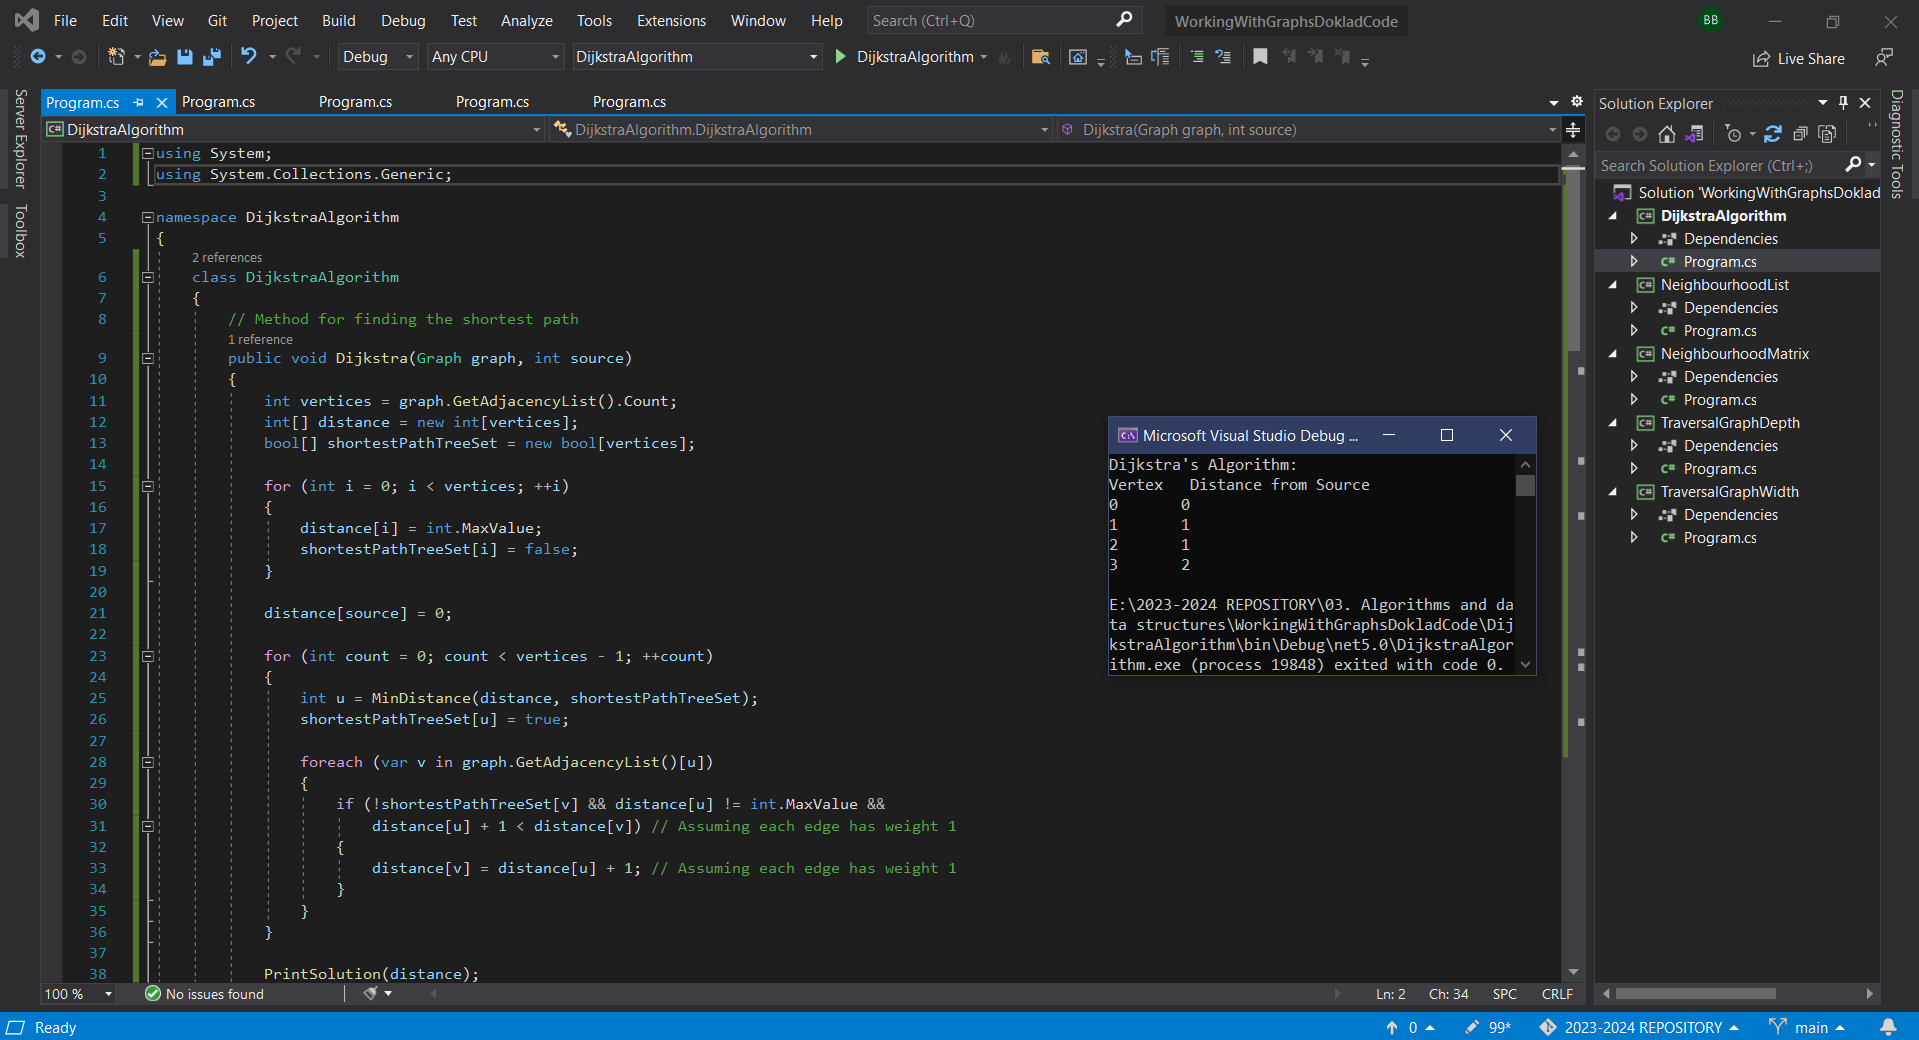 File Edit View Git Project Build Debug Test Analyze Tools Extensions Window Help Search (Ctrl+Q) WorkingWithGraphsDokladCode BB
Debug Any CPU DijkstraAlgorithm DijkstraAlgorithm Live Share
Server Explorer
Toolbox
Program.cs Program.cs Program.cs Program.cs Program.cs
C# DijkstraAlgorithm DijkstraAlgorithm.DijkstraAlgorithm Dijkstra(Graph graph, int source)
1 using System;
2 using System.Collections.Generic;
3
4 namespace DijkstraAlgorithm
5 {
2 references
6 class DijkstraAlgorithm
7 {
8 // Method for finding the shortest path
1 reference
9 public void Dijkstra(Graph graph, int source)
10 {
11 int vertices = graph.GetAdjacencyList().Count;
12 int[] distance = new int[vertices];
13 bool[] shortestPathTreeSet = new bool[vertices];
14
15 for (int i = 0; i < vertices; ++i)
16 {
17 distance[i] = int.MaxValue;
18 shortestPathTreeSet[i] = false;
19 }
20
21 distance[source] = 0;
22
23 for (int count = 0; count < vertices - 1; ++count)
24 {
25 int u = MinDistance(distance, shortestPathTreeSet);
26 shortestPathTreeSet[u] = true;
27
28 foreach (var v in graph.GetAdjacencyList()[u])
29 {
30 if (!shortestPathTreeSet[v] && distance[u] != int.MaxValue &&
31 distance[u] + 1 < distance[v]) // Assuming each edge has weight 1
32 {
33 distance[v] = distance[u] + 1; // Assuming each edge has weight 1
34 }
35 }
36 }
37
38 PrintSolution(distance);
C:\ Microsoft Visual Studio Debug ...
Dijkstra's Algorithm:
Vertex Distance from Source
0 0
1 1
2 1
3 2
E:\2023-2024 REPOSITORY\03. Algorithms and da
ta structures\WorkingWithGraphsDokladCode\Dij
kstraAlgorithm\bin\Debug\net5.0\DijkstraAlgor
ithm.exe (process 19848) exited with code 0.
Solution Explorer
Search Solution Explorer (Ctrl+;)
Solution 'WorkingWithGraphsDoklad
C# DijkstraAlgorithm
Dependencies
C# Program.cs
C# NeighbourhoodList
Dependencies
C# Program.cs
C# NeighbourhoodMatrix
Dependencies
C# Program.cs
C# TraversalGraphDepth
Dependencies
C# Program.cs
C# TraversalGraphWidth
Dependencies
C# Program.cs
Diagnostic Tools
100 % No issues found Ln: 2 Ch: 34 SPC CRLF
Ready 0 99* 2023-2024 REPOSITORY main